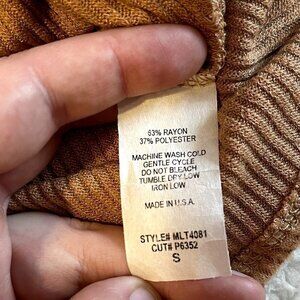 63% RAYON
37% POLYESTER
MACHINE WASH COLD
GENTLE CYCLE
DO NOT BLEACH
TUMBLE DRY LOW
IRON LOW
MADE IN U.S.A.
STYLE# MLT4081
CUT# P6352
S